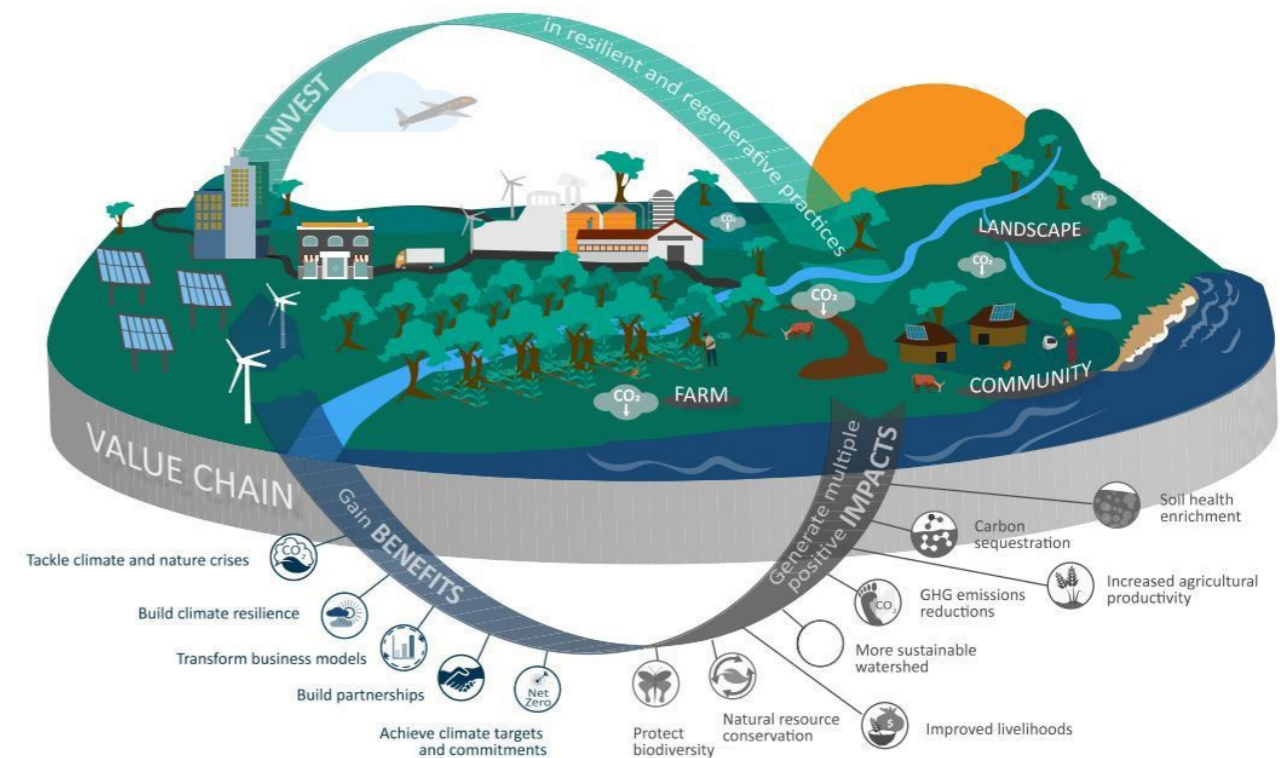 INVEST
in resilient and regenerative practices
LANDSCAPE
CO₂
CO₂
CO₂
CO₂
CO₂
FARM
COMMUNITY
VALUE CHAIN
Gain BENEFITS
Generate multiple
positive IMPACTS
Tackle climate and nature crises
CO₂
Build climate resilience
Transform business models
Build partnerships
Net
Zero
Achieve climate targets
and commitments
Protect
biodiversity
Natural resource
conservation
$
Improved livelihoods
More sustainable
watershed
CO₂
GHG emissions
reductions
Increased agricultural
productivity
Carbon
sequestration
Soil health
enrichment